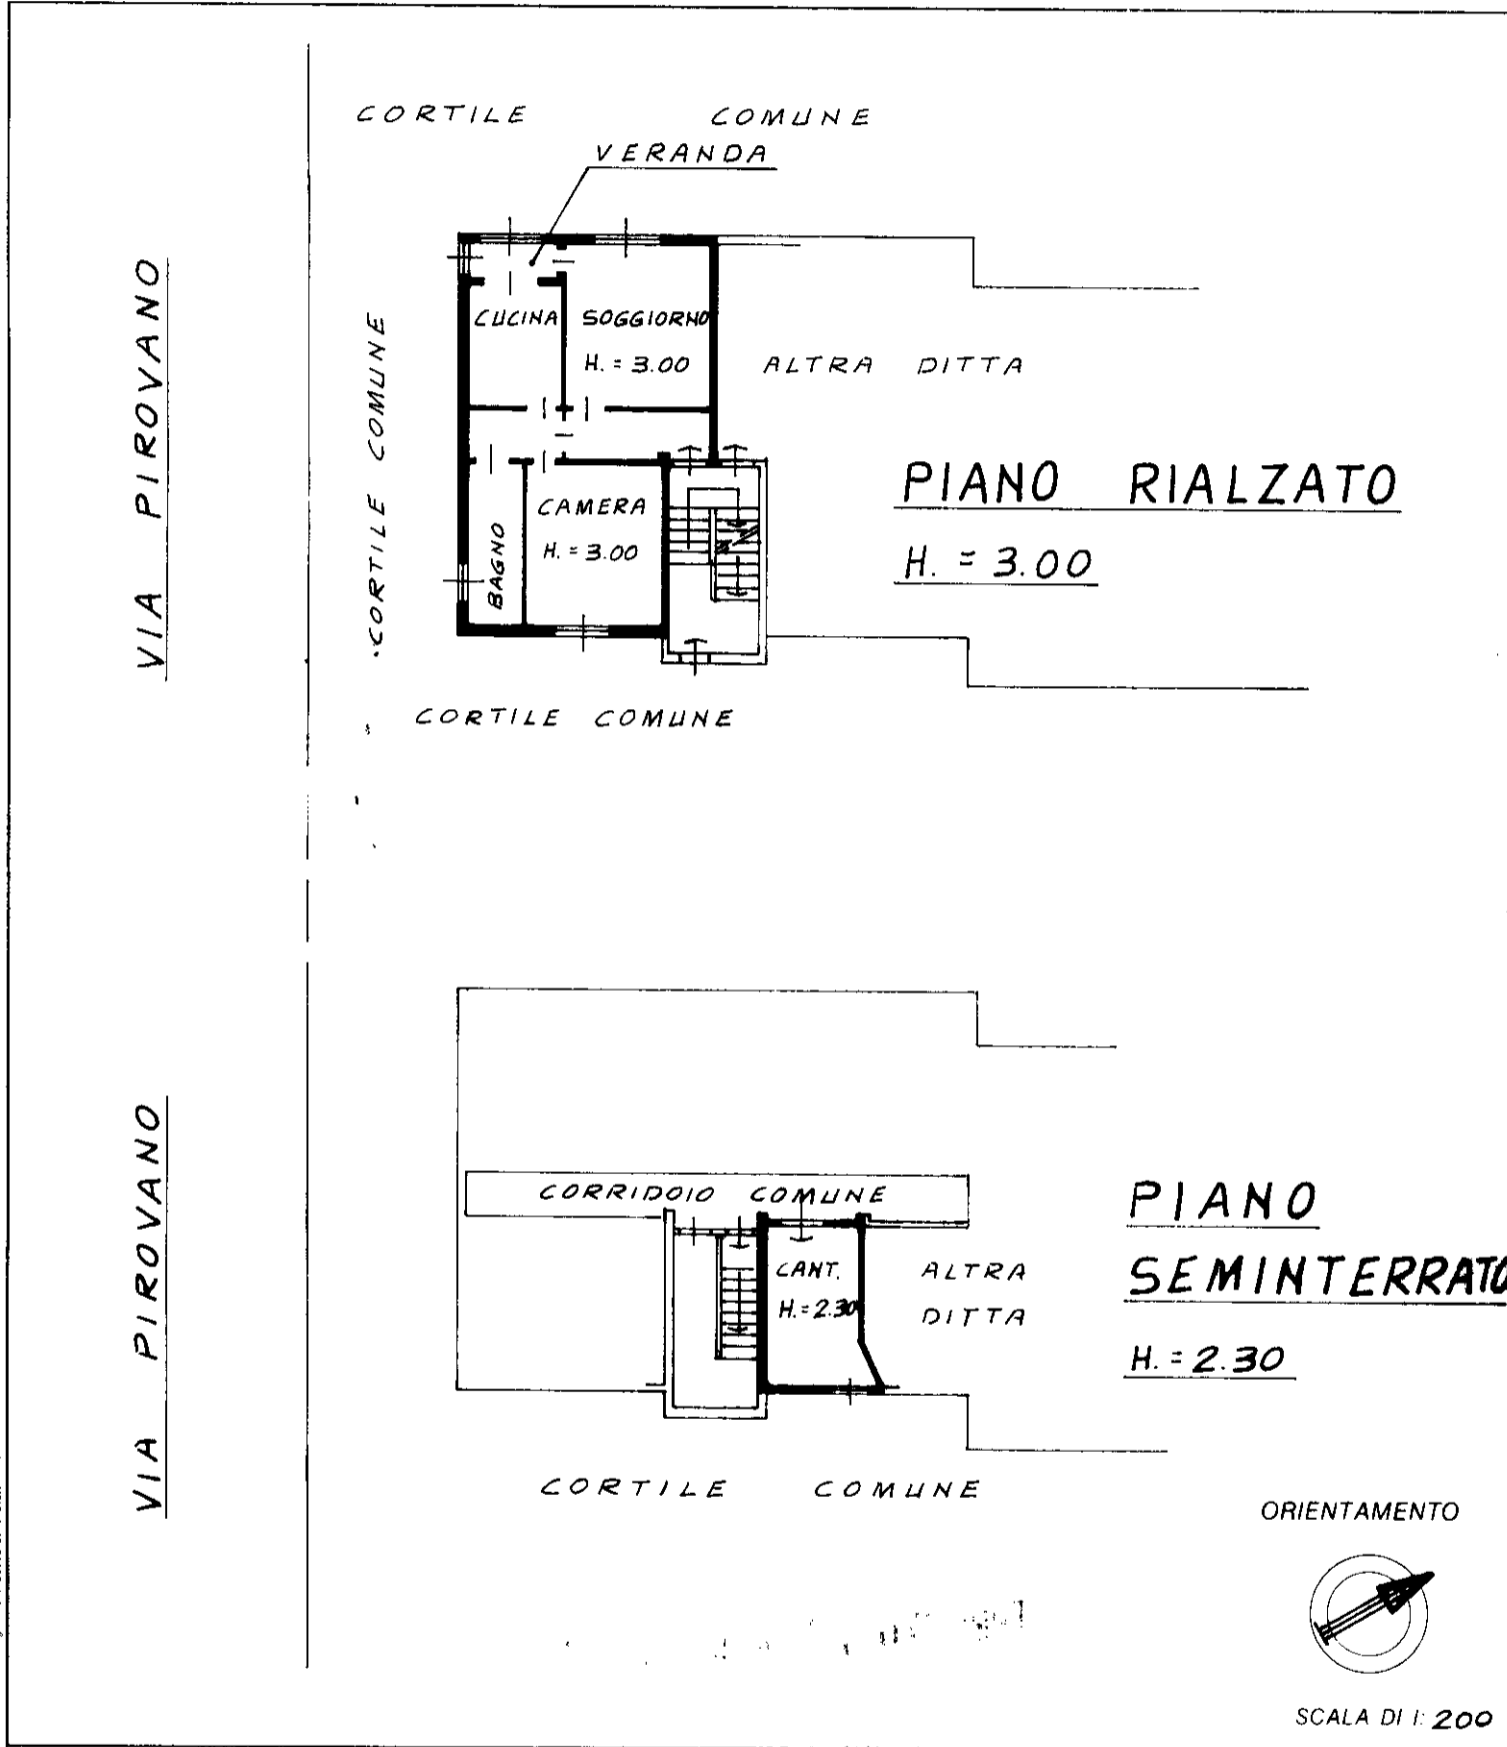 CORTILE COMUNE
VERANDA
VIA PIROVANO
CORTILE COMUNE
CUCINA
SOGGIORNO
H. = 3.00
ALTRA DITTA
CAMERA
H. = 3.00
BAGNO
PIANO RIALZATO
H. = 3.00
CORTILE COMUNE
VIA PIROVANO
CORRIDOIO COMUNE
CANT.
H. = 2.30
ALTRA
DITTA
PIANO
SEMINTERRATO
H. = 2.30
CORTILE COMUNE
ORIENTAMENTO
SCALA DI 1: 200